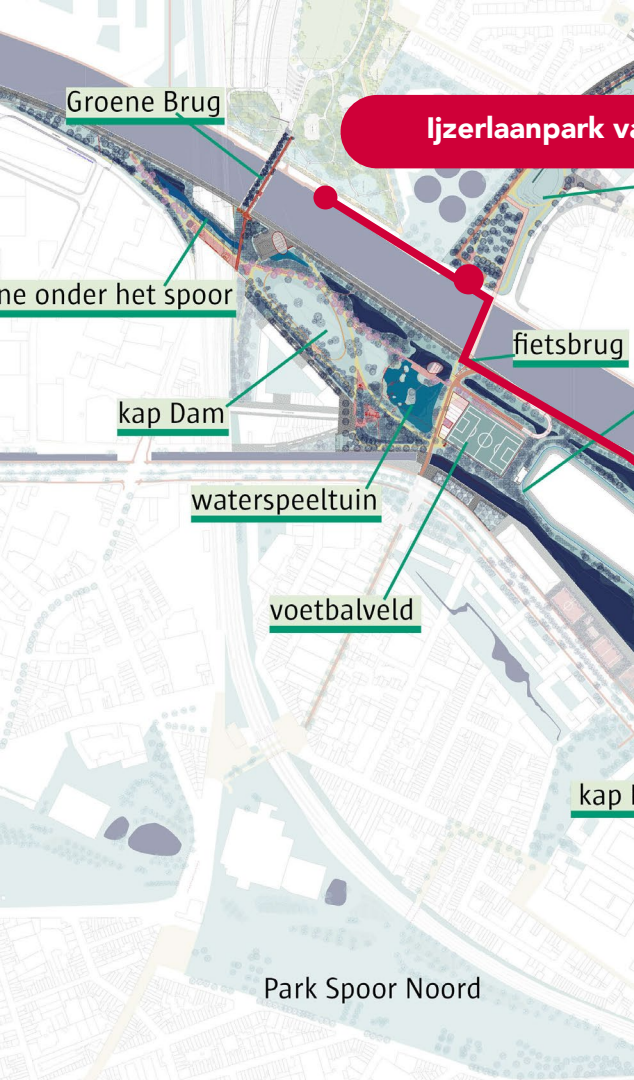 Groene Brug
Ijzerlaanpark va
ne onder het spoor
fietsbrug
kap Dam
waterspeeltuin
voetbalveld
kap
Park Spoor Noord